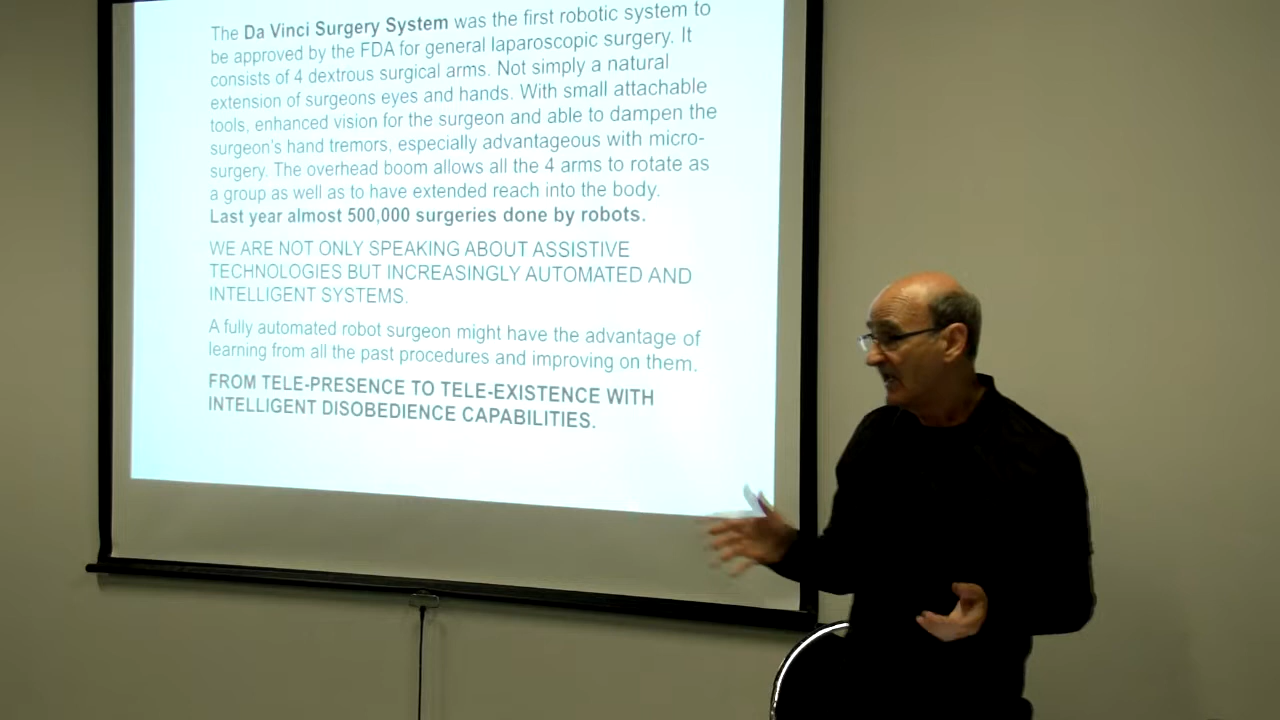 The Da Vinci Surgery System was the first robotic system to
be approved by the FDA for general laparoscopic surgery. It
consists of 4 dextrous surgical arms. Not simply a natural
extension of surgeons eyes and hands. With small attachable
tools, enhanced vision for the surgeon and able to dampen the
surgeon's hand tremors, especially advantageous with micro-
surgery. The overhead boom allows all the 4 arms to rotate as
a group as well as to have extended reach into the body.
Last year almost 500,000 surgeries done by robots.
WE ARE NOT ONLY SPEAKING ABOUT ASSISTIVE
TECHNOLOGIES BUT INCREASINGLY AUTOMATED AND
INTELLIGENT SYSTEMS.
A fully automated robot surgeon might have the advantage of
learning from all the past procedures and improving on them.
FROM TELE-PRESENCE TO TELE-EXISTENCE WITH
INTELLIGENT DISOBEDIENCE CAPABILITIES.